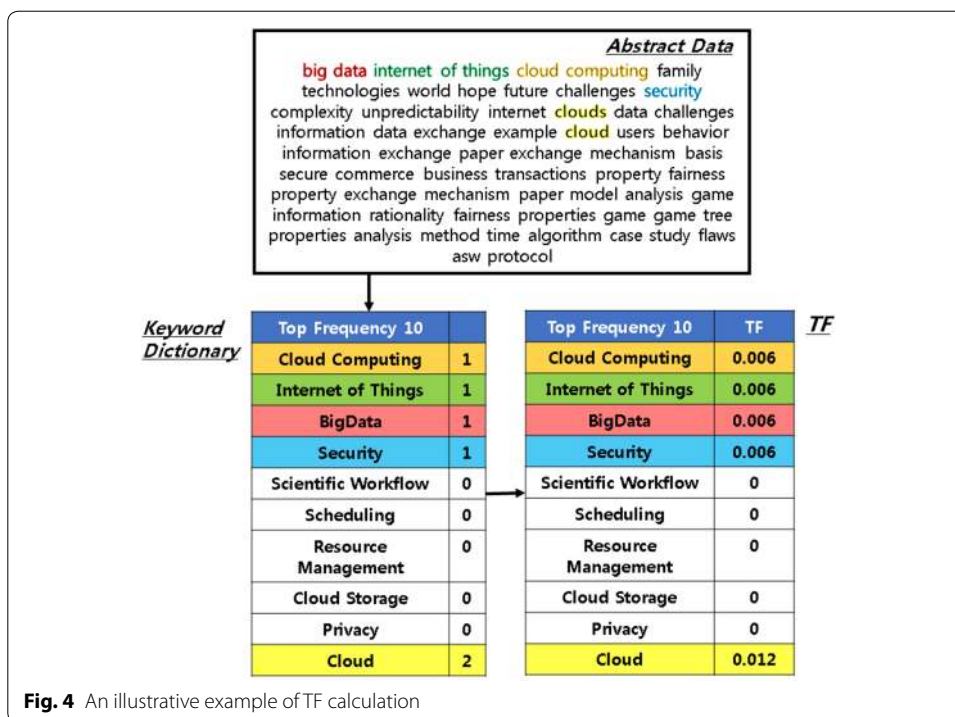 Abstract Data
big data internet of things cloud computing family
technologies world hope future challenges security
complexity unpredictability internet clouds data challenges
information data exchange example cloud users behavior
information exchange paper exchange mechanism basis
secure commerce business transactions property fairness
property exchange mechanism paper model analysis game
information rationality fairness properties game game tree
properties analysis method time algorithm case study flaws
asw protocol
Keyword
Dictionary
Top Frequency 10
Cloud Computing 1
Internet of Things 1
BigData 1
Security 1
Scientific Workflow 0
Scheduling 0
Resource 0
Management
Cloud Storage 0
Privacy 0
Cloud 2
TF
Top Frequency 10 TF
Cloud Computing 0.006
Internet of Things 0.006
BigData 0.006
Security 0.006
Scientific Workflow 0
Scheduling 0
Resource 0
Management
Cloud Storage 0
Privacy 0
Cloud 0.012
Fig. 4 An illustrative example of TF calculation